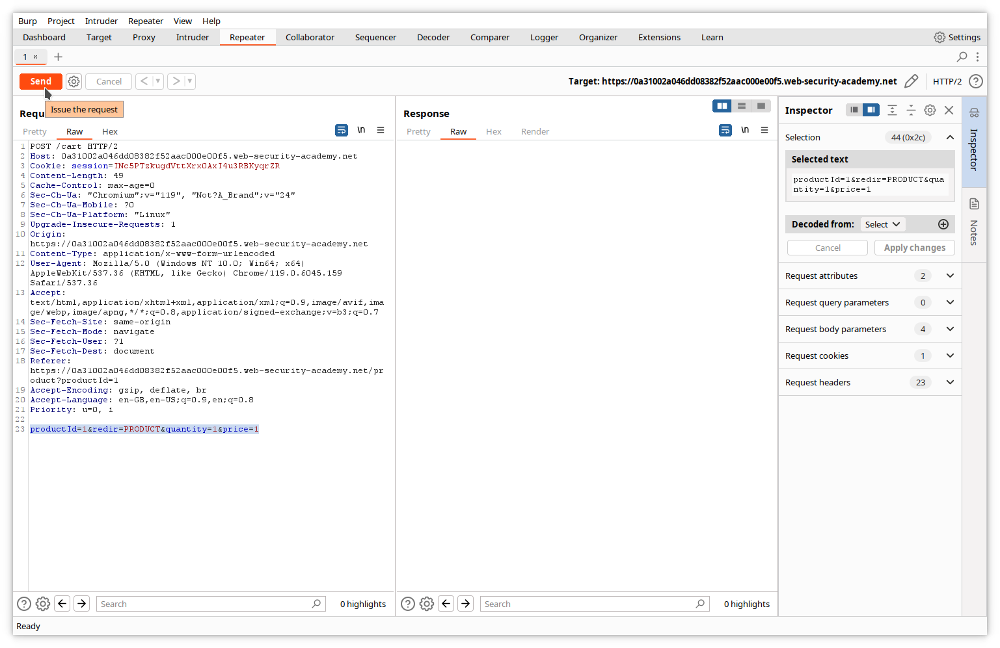 Burp Project Intruder Repeater View Help
Dashboard Target Proxy Intruder Repeater Collaborator Sequencer Decoder Comparer Logger Organizer Extensions Learn Settings
1 × +
Send Cancel < ▼ > ▼ Target: https://0a31002a046dd08382f52aac000e00f5.web-security-academy.net HTTP/2 ?
Issue the request
Requ
Pretty Raw Hex \n
1 POST /cart HTTP/2
2 Host: 0a31002a046dd08382f52aac000e00f5.web-security-academy.net
3 Cookie: session=INc5PTzkugdVttXrxOAxI4u3RBKyqrZR
4 Content-Length: 49
5 Cache-Control: max-age=0
6 Sec-Ch-Ua: "Chromium";v="119", "Not?A_Brand";v="24"
7 Sec-Ch-Ua-Mobile: ?0
8 Sec-Ch-Ua-Platform: "Linux"
9 Upgrade-Insecure-Requests: 1
10 Origin:
https://0a31002a046dd08382f52aac000e00f5.web-security-academy.net
11 Content-Type: application/x-www-form-urlencoded
12 User-Agent: Mozilla/5.0 (Windows NT 10.0; Win64; x64)
AppleWebKit/537.36 (KHTML, like Gecko) Chrome/119.0.6045.159
Safari/537.36
13 Accept:
text/html,application/xhtml+xml,application/xml;q=0.9,image/avif,ima
ge/webp,image/apng,*/*;q=0.8,application/signed-exchange;v=b3;q=0.7
14 Sec-Fetch-Site: same-origin
15 Sec-Fetch-Mode: navigate
16 Sec-Fetch-User: ?1
17 Sec-Fetch-Dest: document
18 Referer:
https://0a31002a046dd08382f52aac000e00f5.web-security-academy.net/pr
oduct?productId=1
19 Accept-Encoding: gzip, deflate, br
20 Accept-Language: en-GB,en-US;q=0.9,en;q=0.8
21 Priority: u=0, i
22
23 productId=1&redir=PRODUCT&quantity=1&price=1
? Search 0 highlights
Response
Pretty Raw Hex Render \n
? Search 0 highlights
Inspector
Selection 44 (0x2c)
Selected text
productId=1&redir=PRODUCT&qua
ntity=1&price=1
Decoded from: Select
Cancel Apply changes
Request attributes 2
Request query parameters 0
Request body parameters 4
Request cookies 1
Request headers 23
Inspector
Notes
Ready